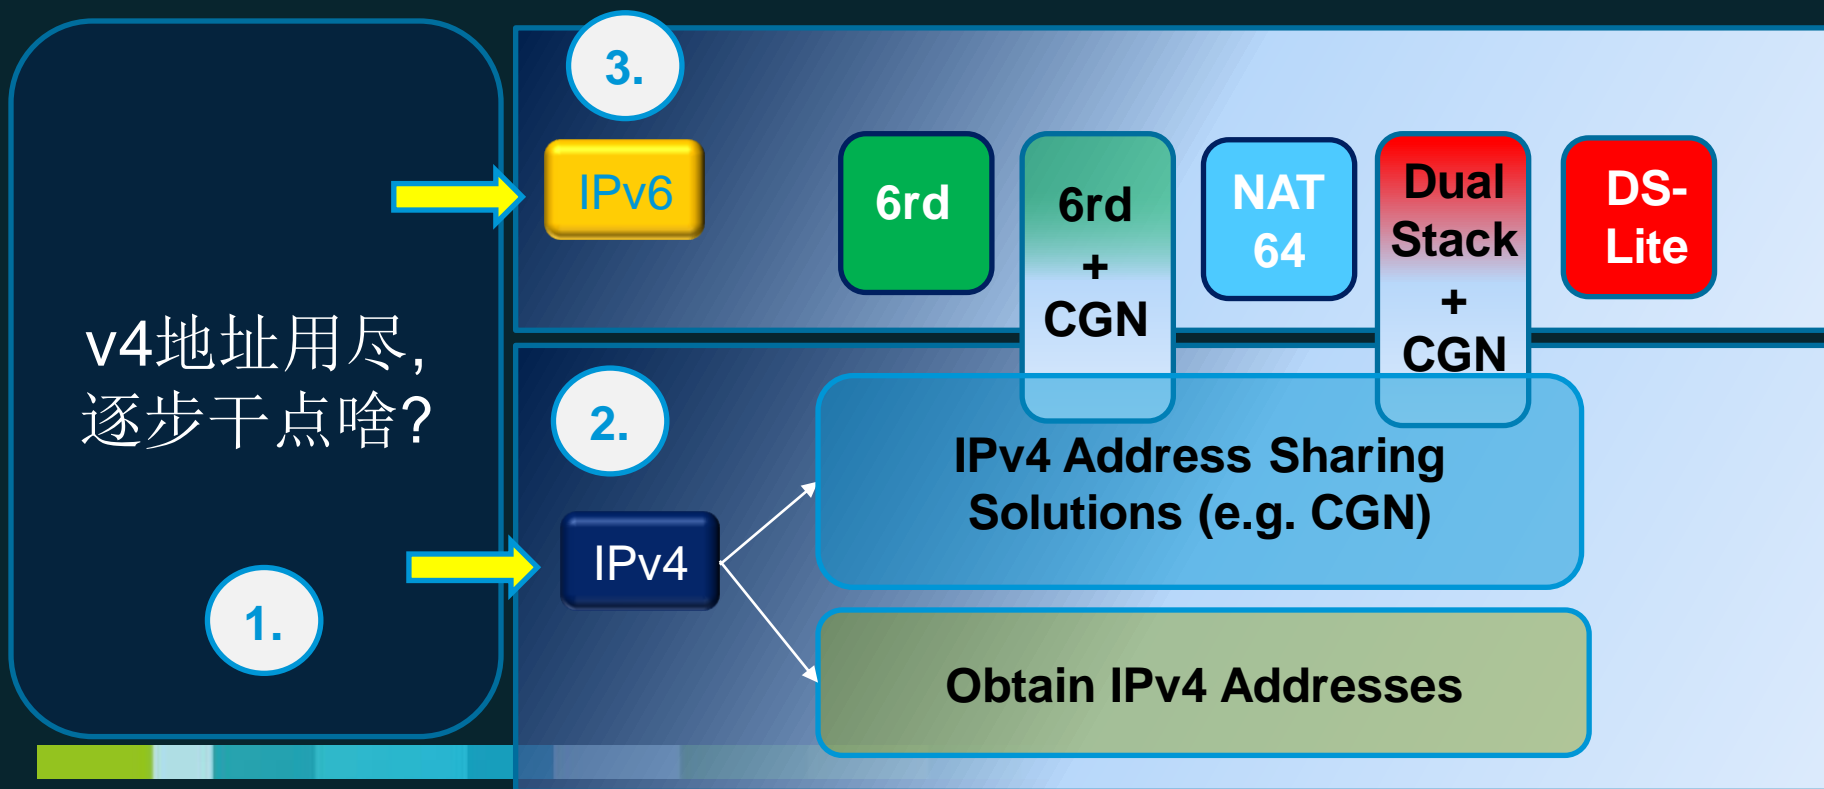 v4地址用尽,
逐步干点啥?
1.
3.
IPv6
6rd
6rd
+
CGN
NAT
64
Dual
Stack
+
CGN
DS-
Lite
2.
IPv4
IPv4 Address Sharing
Solutions (e.g. CGN)
Obtain IPv4 Addresses